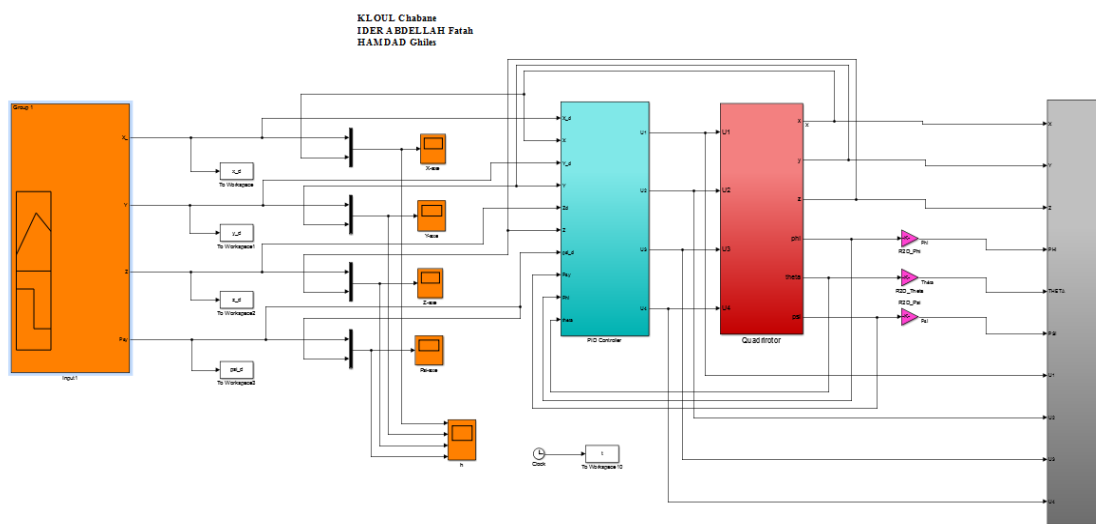 KLOUL Chabane
IDER ABDELLAH Fatah
HAMDAD Ghiles
Group 1
X_
Y
Z
Psy
Input1
x_d
To Workspace
y_d
To Workspace1
z_d
To Workspace2
psi_d
To Workspace3
X-axe
Y-axe
Z-axe
Psi-axe
h
Clock
t
To Workspace10
X_d
X
Y_d
Y
Zd
Z
psi_d
Psy
Phi
theta
U1
U2
U3
U4
PID Controller
U1
U2
U3
U4
x
y
z
phi
theta
psi
Quadrirotor
x
Phi
R2D_Phi
Theta
R2D_Theta
R2D_Psi
Psi
X
Y
Z
PHI
THETA
PSI
U1
U2
U3
U4